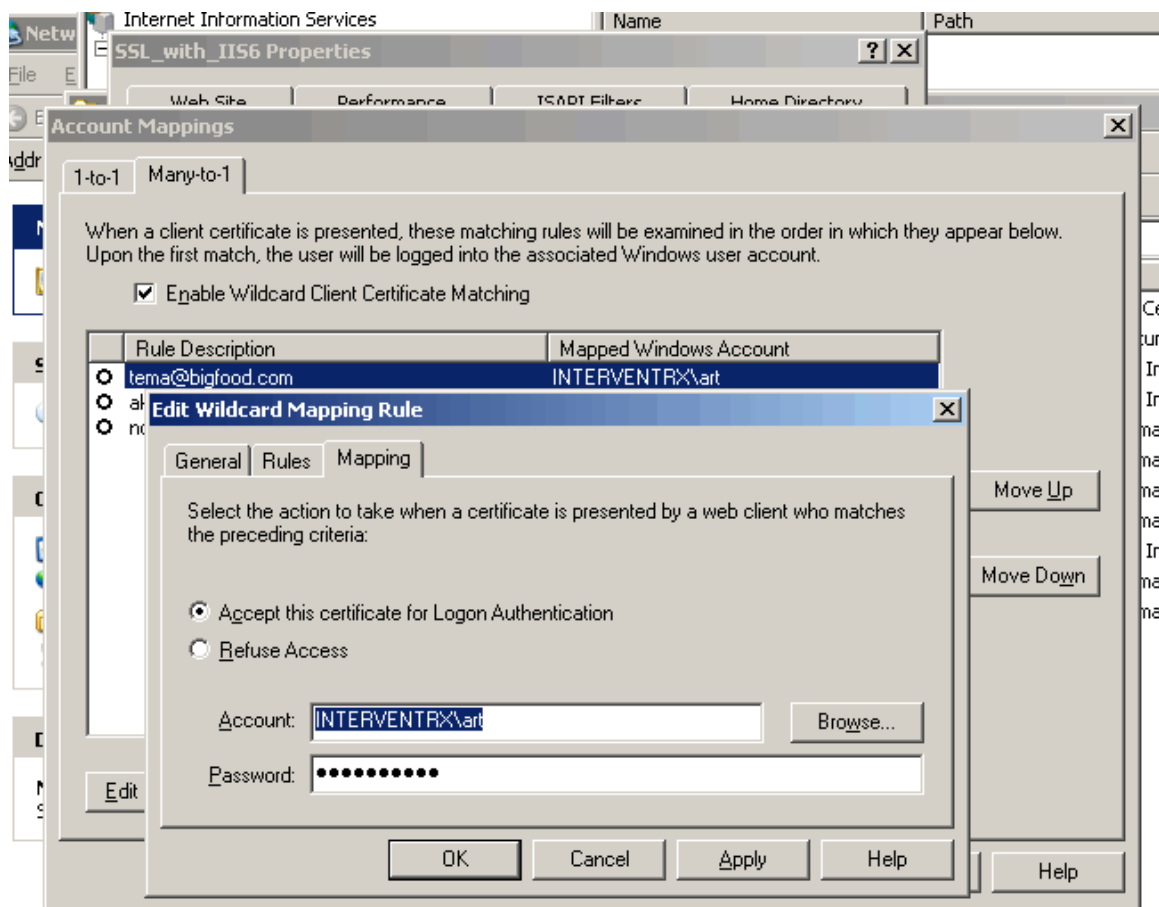 Internet Information Services
Name
Path
Netw
SSL_with_IIS6 Properties
File E
Web Site Performance ISAPI Filters Home Directory
Account Mappings
Addr
1-to-1 Many-to-1
When a client certificate is presented, these matching rules will be examined in the order in which they appear below.
Upon the first match, the user will be logged into the associated Windows user account.
Enable Wildcard Client Certificate Matching
Rule Description Mapped Windows Account
tema@bigfood.com INTERVENTRX\art
Edit Wildcard Mapping Rule
General Rules Mapping
Select the action to take when a certificate is presented by a web client who matches
the preceding criteria:
Accept this certificate for Logon Authentication
Refuse Access
Account: INTERVENTRX\art Browse...
Password: ••••••••••
OK Cancel Apply Help
Move Up
Move Down
Edit
Help